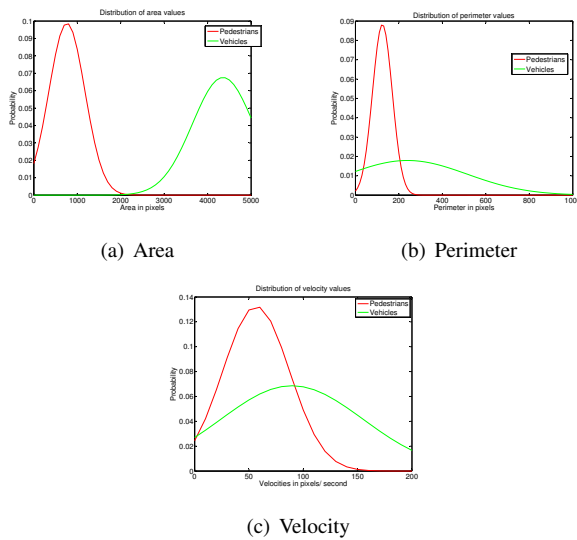 Distribution of area values
0.1
0.09
0.08
0.07
0.06
0.05
0.04
0.03
0.02
0.01
0
Probability
Pedestrians
Vehicles
0 1000 2000 3000 4000 5000
Area in pixels
(a) Area
Distribution of perimeter values
0.09
0.08
0.07
0.06
0.05
0.04
0.03
0.02
0.01
0
Probability
Pedestrians
Vehicles
0 200 400 600 800 1000
Perimeter in pixels
(b) Perimeter
Distribution of velocity values
0.14
0.12
0.1
0.08
0.06
0.04
0.02
0
Probability
Pedestrians
Vehicles
0 50 100 150 200
Velocities in pixels/ second
(c) Velocity